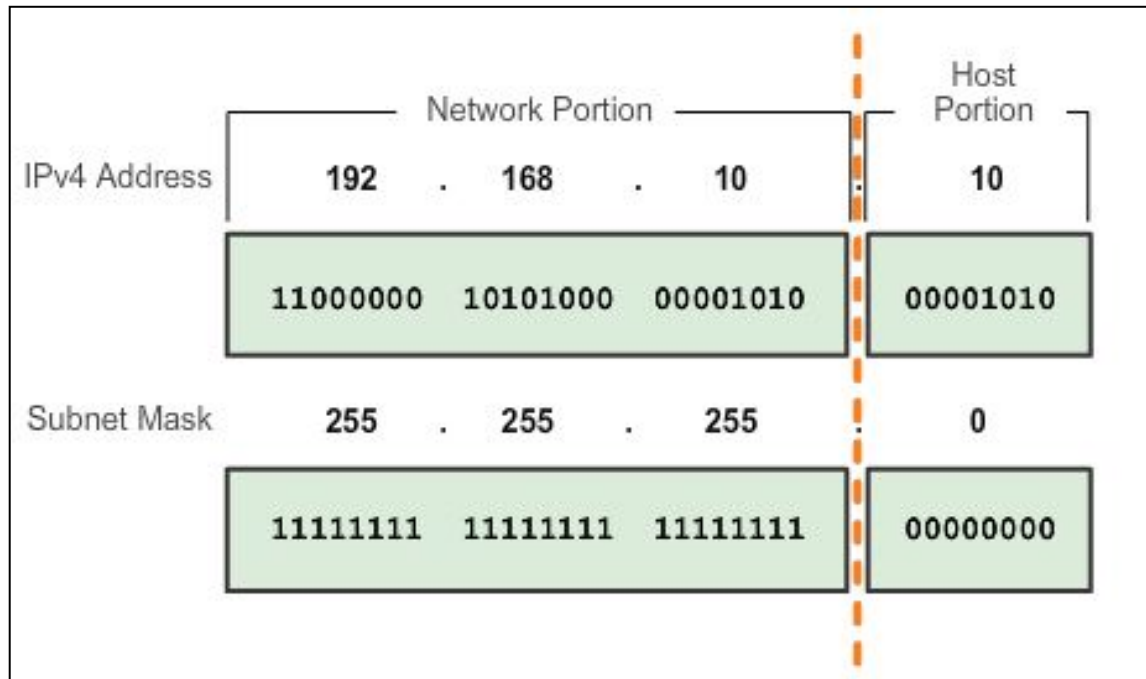 Host
Network Portion Portion
IPv4 Address 192 . 168 . 10 . 10
11000000 10101000 00001010 00001010
Subnet Mask 255 . 255 . 255 . 0
11111111 11111111 11111111 00000000